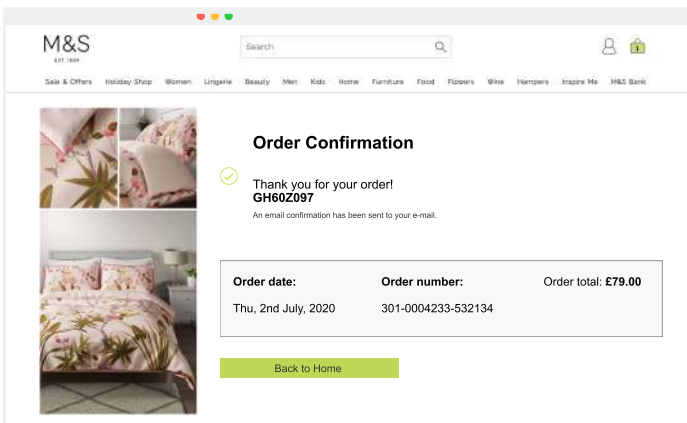 M&S
EST. 1884
Search
1
Sale & Offers Holiday Shop Women Lingerie Beauty Men Kids Home Furniture Food Flowers Wine Hampers Inspire Me M&S Bank
Order Confirmation
Thank you for your order!
GH60Z097
An email confirmation has been sent to your e-mail.
Order date: Order number: Order total: £79.00
Thu, 2nd July, 2020 301-0004233-532134
Back to Home